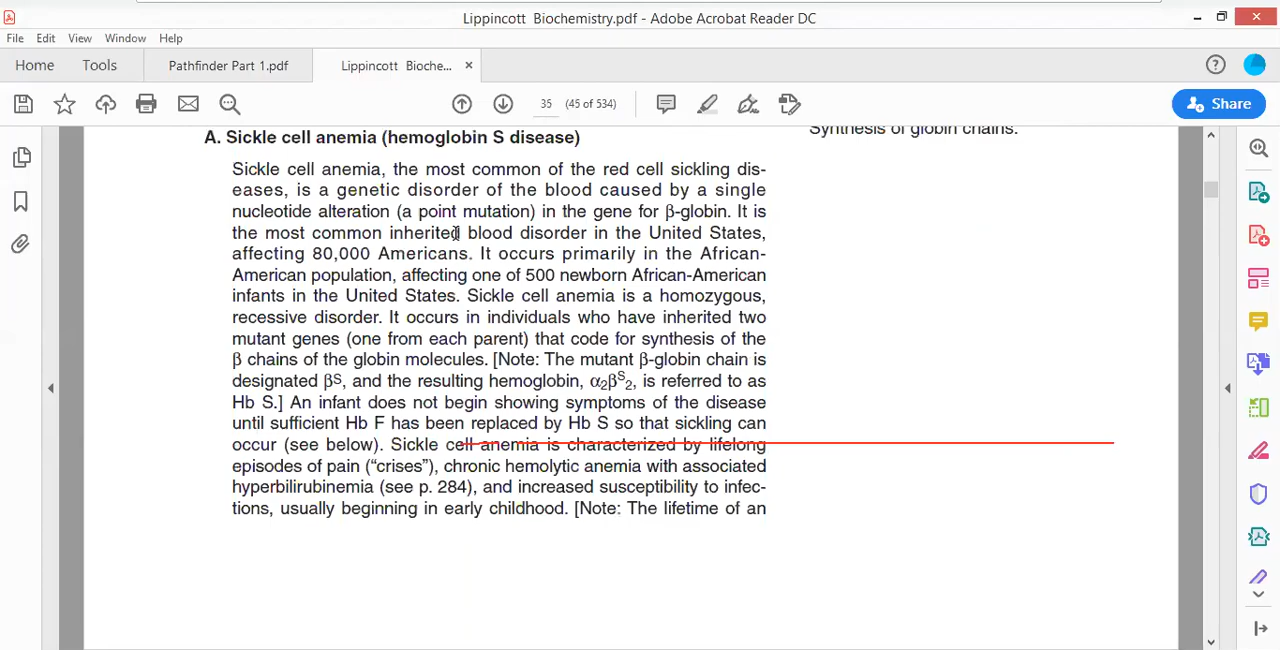 Lippincott Biochemistry.pdf - Adobe Acrobat Reader DC
File Edit View Window Help
Home Tools Pathfinder Part 1.pdf Lippincott Bioche... ×
35 (45 of 534) Share
A. Sickle cell anemia (hemoglobin S disease)
Synthesis of globin chains.
Sickle cell anemia, the most common of the red cell sickling dis-
eases, is a genetic disorder of the blood caused by a single
nucleotide alteration (a point mutation) in the gene for β-globin. It is
the most common inherited blood disorder in the United States,
affecting 80,000 Americans. It occurs primarily in the African-
American population, affecting one of 500 newborn African-American
infants in the United States. Sickle cell anemia is a homozygous,
recessive disorder. It occurs in individuals who have inherited two
mutant genes (one from each parent) that code for synthesis of the
β chains of the globin molecules. [Note: The mutant β-globin chain is
designated βˢ, and the resulting hemoglobin, α₂βˢ₂, is referred to as
Hb S.] An infant does not begin showing symptoms of the disease
until sufficient Hb F has been replaced by Hb S so that sickling can
occur (see below). Sickle cell anemia is characterized by lifelong
episodes of pain (“crises”), chronic hemolytic anemia with associated
hyperbilirubinemia (see p. 284), and increased susceptibility to infec-
tions, usually beginning in early childhood. [Note: The lifetime of an